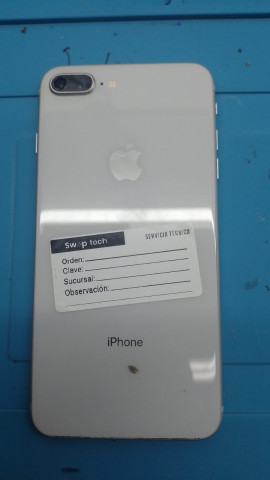 Swap tech
SERVICIO TECNICO
Orden:
Clave:
Sucursal:
Observación:
iPhone